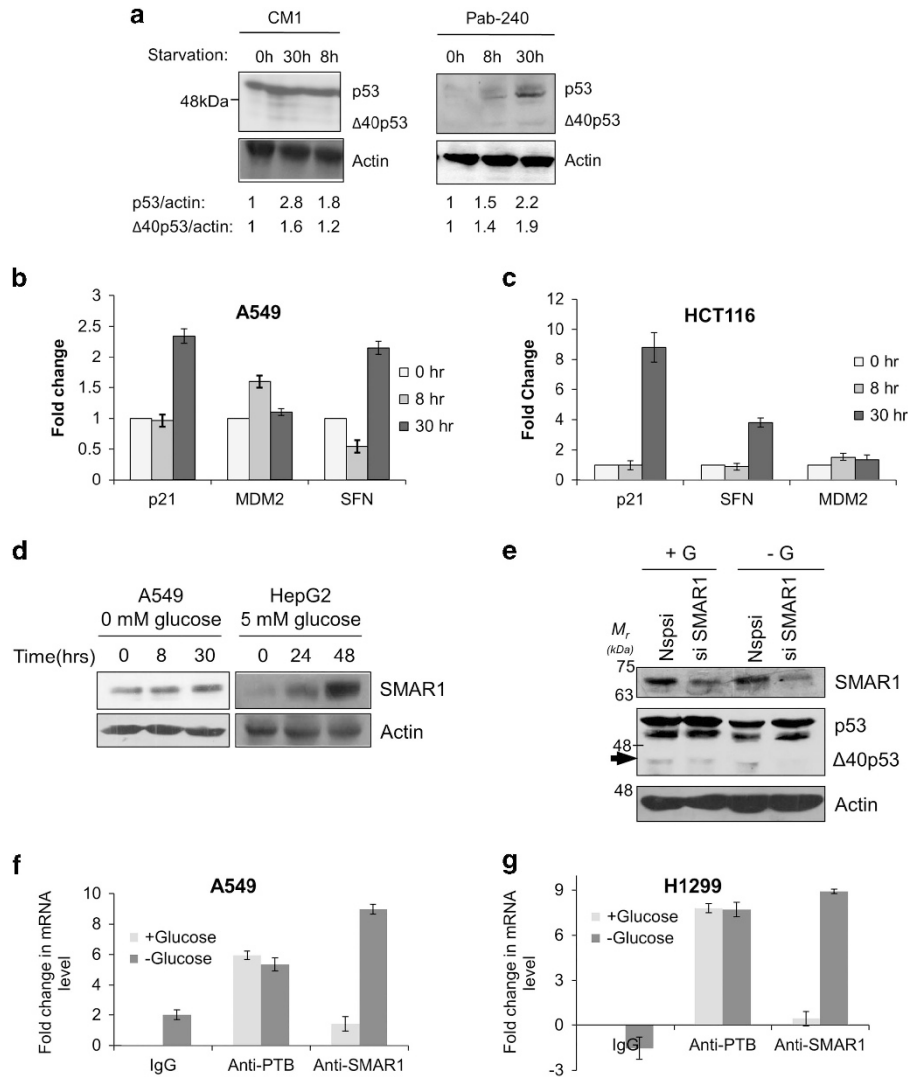 a
CM1
Pab-240
Starvation:
0h 30h 8h
0h 8h 30h
48kDa
p53
Δ40p53
Actin
p53
Δ40p53
Actin
p53/actin: 1 2.8 1.8 1 1.5 2.2
Δ40p53/actin: 1 1.6 1.2 1 1.4 1.9
b
A549
Fold change
3
2.5
2
1.5
1
0.5
0
p21 MDM2 SFN
0 hr
8 hr
30 hr
c
HCT116
Fold Change
12
10
8
6
4
2
0
p21 SFN MDM2
0 hr
8 hr
30 hr
d
A549
0 mM glucose
HepG2
5 mM glucose
Time(hrs) 0 8 30 0 24 48
SMAR1
Actin
e
+ G - G
Nspsi
si SMAR1
Nspsi
si SMAR1
Mr
(kDa)
75
63
SMAR1
48
p53
Δ40p53
48
Actin
f
A549
Fold change in mRNA
level
10
8
6
4
2
0
+Glucose
-Glucose
IgG Anti-PTB Anti-SMAR1
g
H1299
Fold change in mRNA
level
9
6
3
0
-3
+Glucose
-Glucose
IgG Anti-PTB Anti-SMAR1